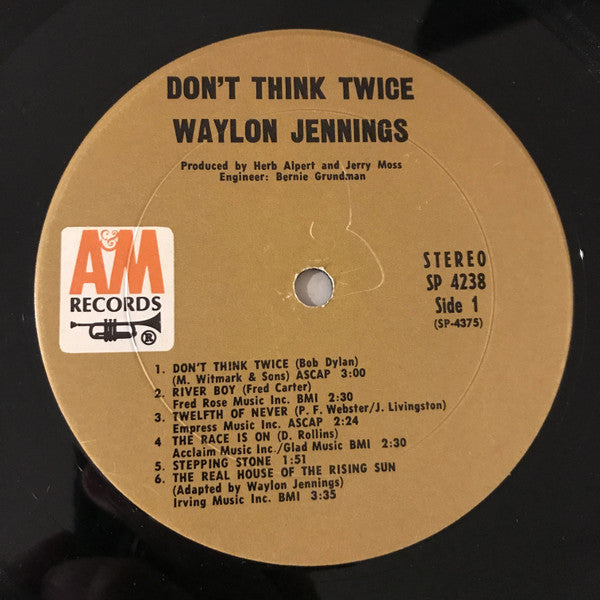 DON'T THINK TWICE
WAYLON JENNINGS
Produced by Herb Alpert and Jerry Moss
Engineer: Bernie Grundman
A&M
RECORDS
®
STEREO
SP 4238
Side 1
(SP-4375)
1. DON'T THINK TWICE (Bob Dylan)
(M. Witmark & Sons) ASCAP 3:00
2. RIVER BOY (Fred Carter)
Fred Rose Music Inc. BMI 2:30
3. TWELFTH OF NEVER (P. F. Webster/J. Livingston)
Empress Music Inc. ASCAP 2:24
4 THE RACE IS ON (D. Rollins)
Acclaim Music Inc./Glad Music BMI 2:30
5. STEPPING STONE 1:51
6. THE REAL HOUSE OF THE RISING SUN
(Adapted by Waylon Jennings)
Irving Music Inc. BMI 3:35